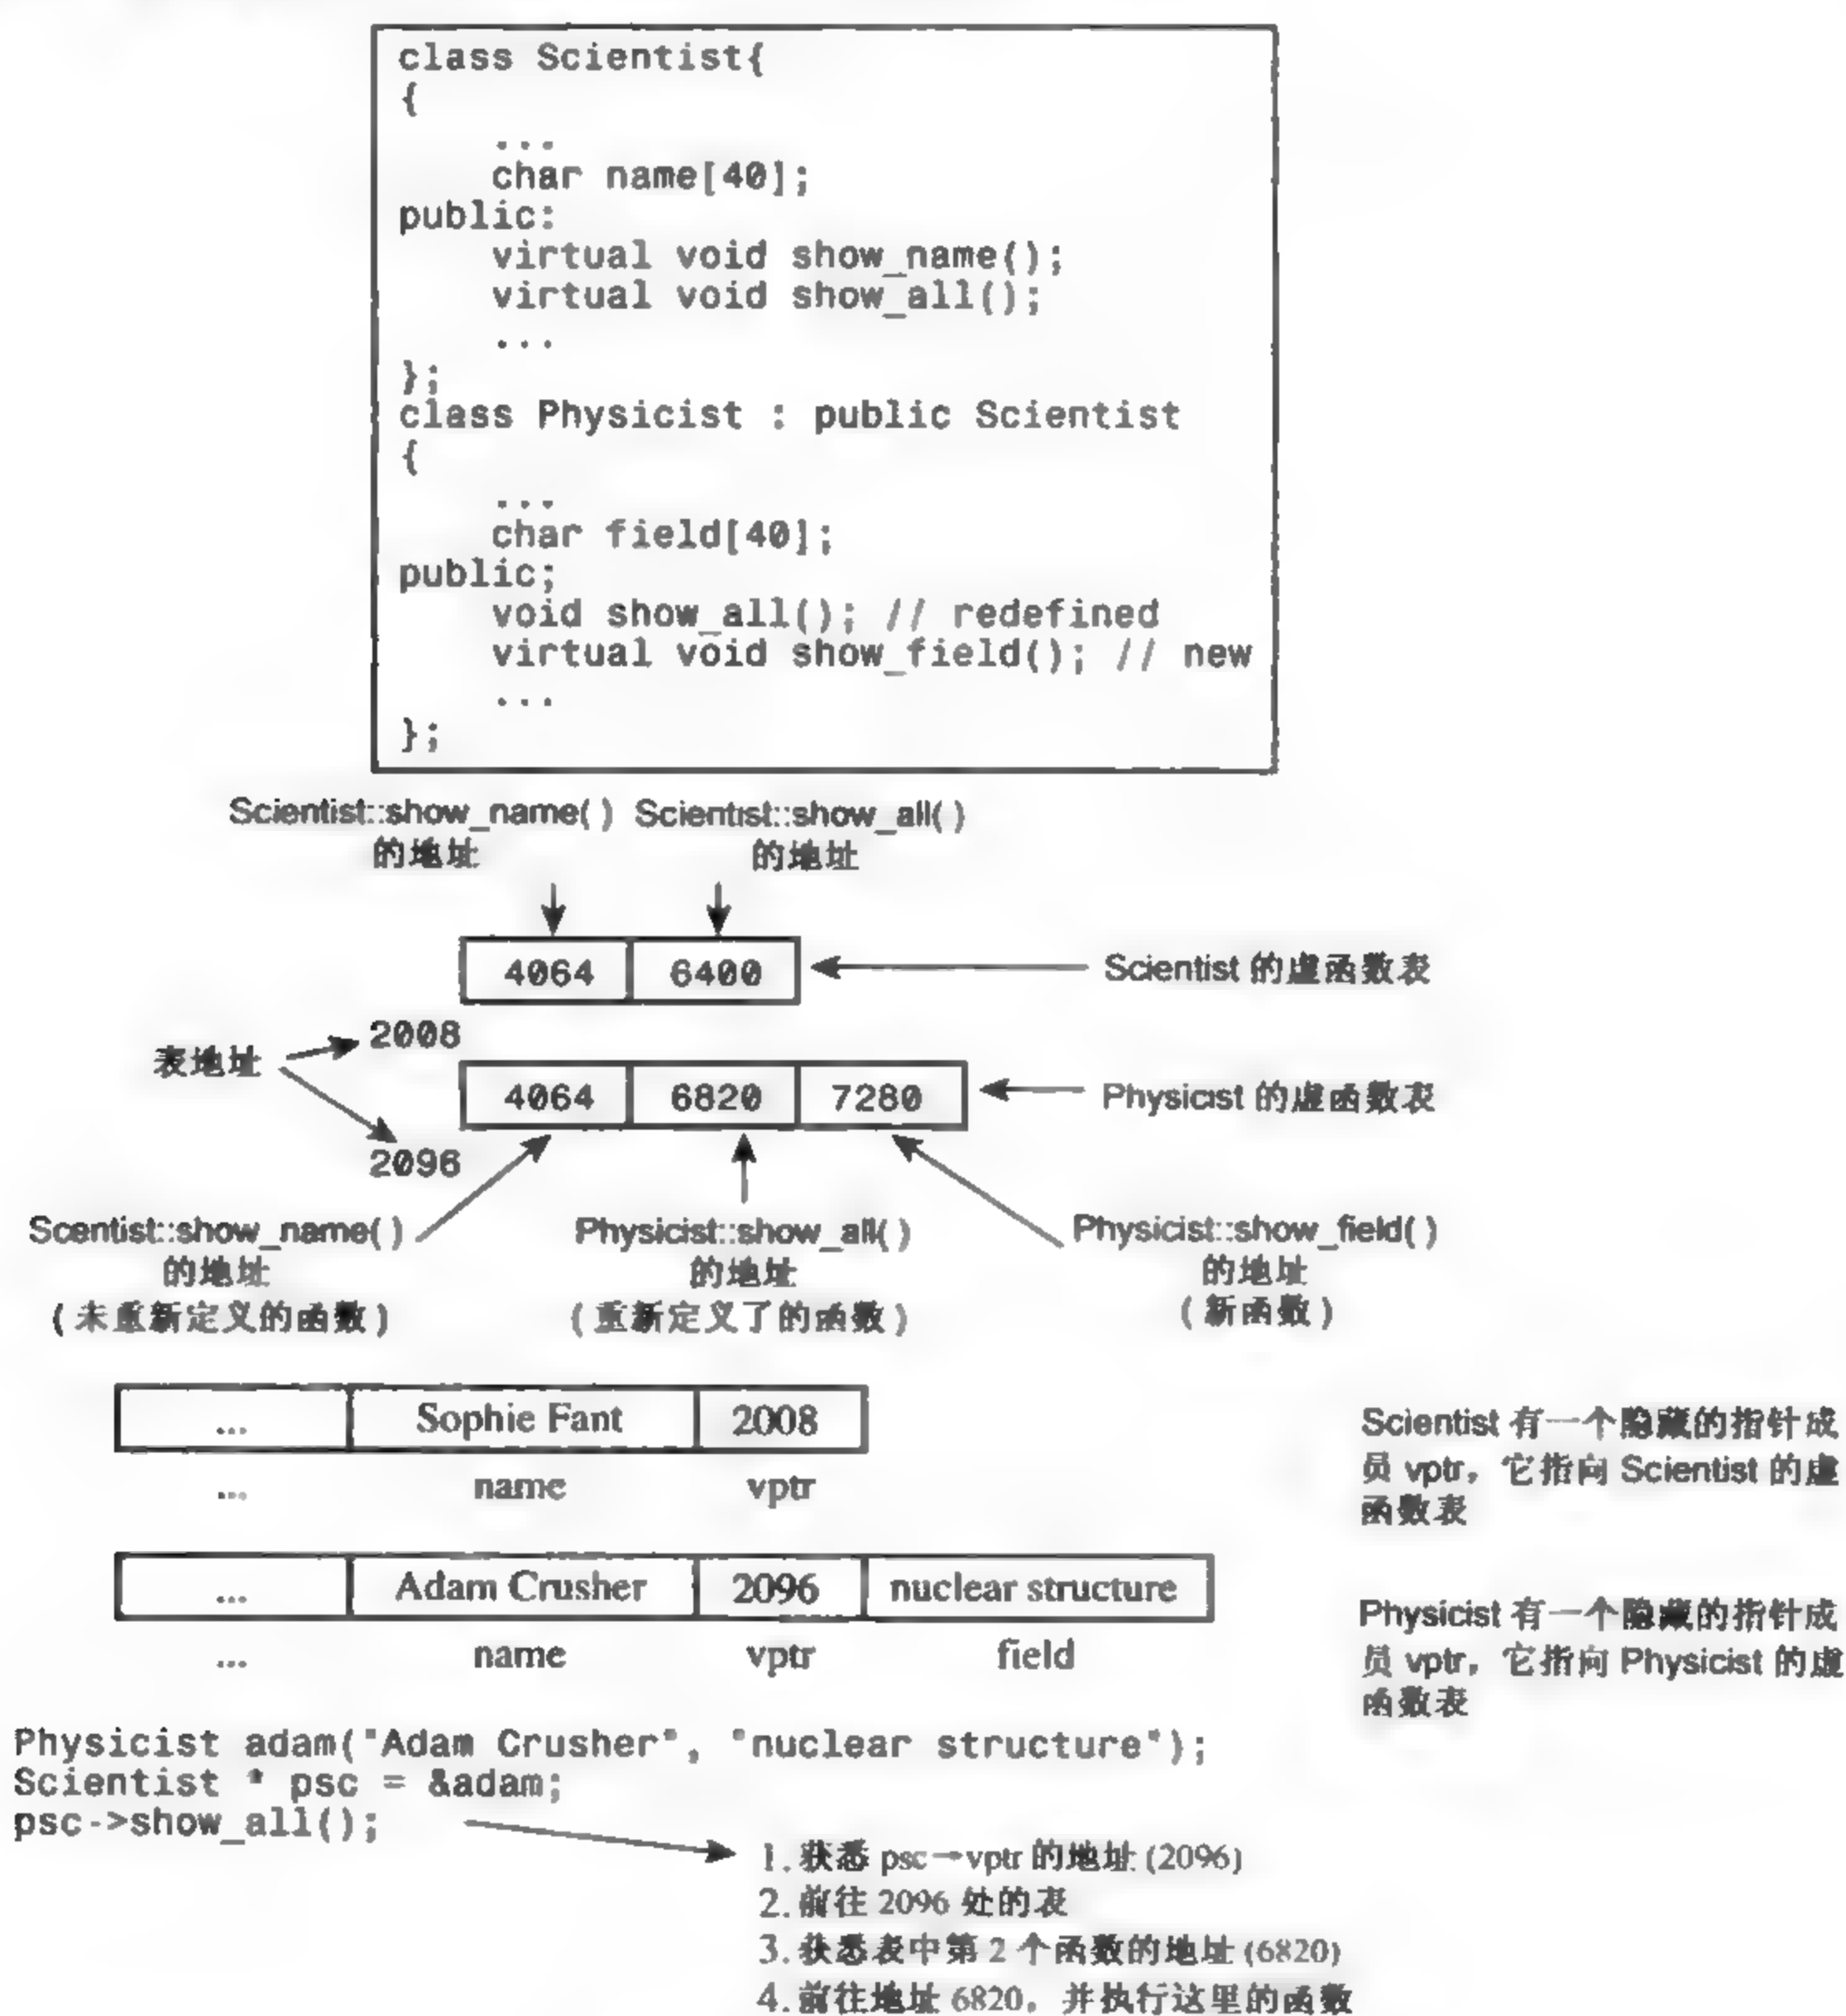 class Scientist{
{
...
char name[40];
public:
virtual void show_name();
virtual void show_all();
...
};
class Physicist : public Scientist
{
...
char field[40];
public;
void show_all(); // redefined
virtual void show_field(); // new
...
};
Scientist::show_name() Scientist::show_all()
的地址 的地址
4064 6400 Scientist 的虚函数表
表地址 2008
4064 6820 7280 Physicist 的虚函数表
2096
Scentist::show_name() Physicist::show_all() Physicist::show_field()
的地址 的地址 的地址
(未重新定义的函数) (重新定义了的函数) (新函数)
... Sophie Fant 2008
... name vptr
Scientist 有一个隐藏的指针成
员 vptr，它指向 Scientist 的虚
函数表
... Adam Crusher 2096 nuclear structure
... name vptr field
Physicist 有一个隐藏的指针成
员 vptr，它指向 Physicist 的虚
函数表
Physicist adam("Adam Crusher", "nuclear structure");
Scientist * psc = &adam;
psc->show_all();
1. 获悉 psc→vptr 的地址 (2096)
2. 前往 2096 处的表
3. 获悉表中第 2 个函数的地址 (6820)
4. 前往地址 6820，并执行这里的函数